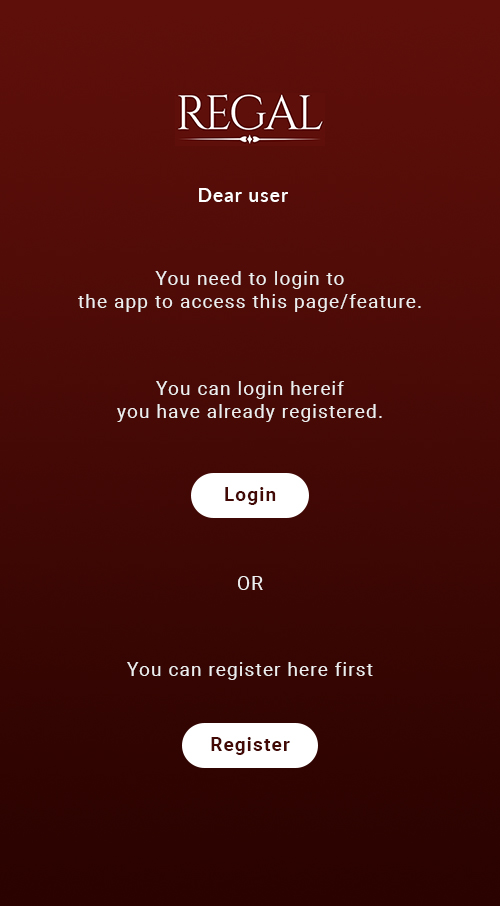 REGAL
Dear user
You need to login to
the app to access this page/feature.
You can login hereif
you have already registered.
Login
OR
You can register here first
Register